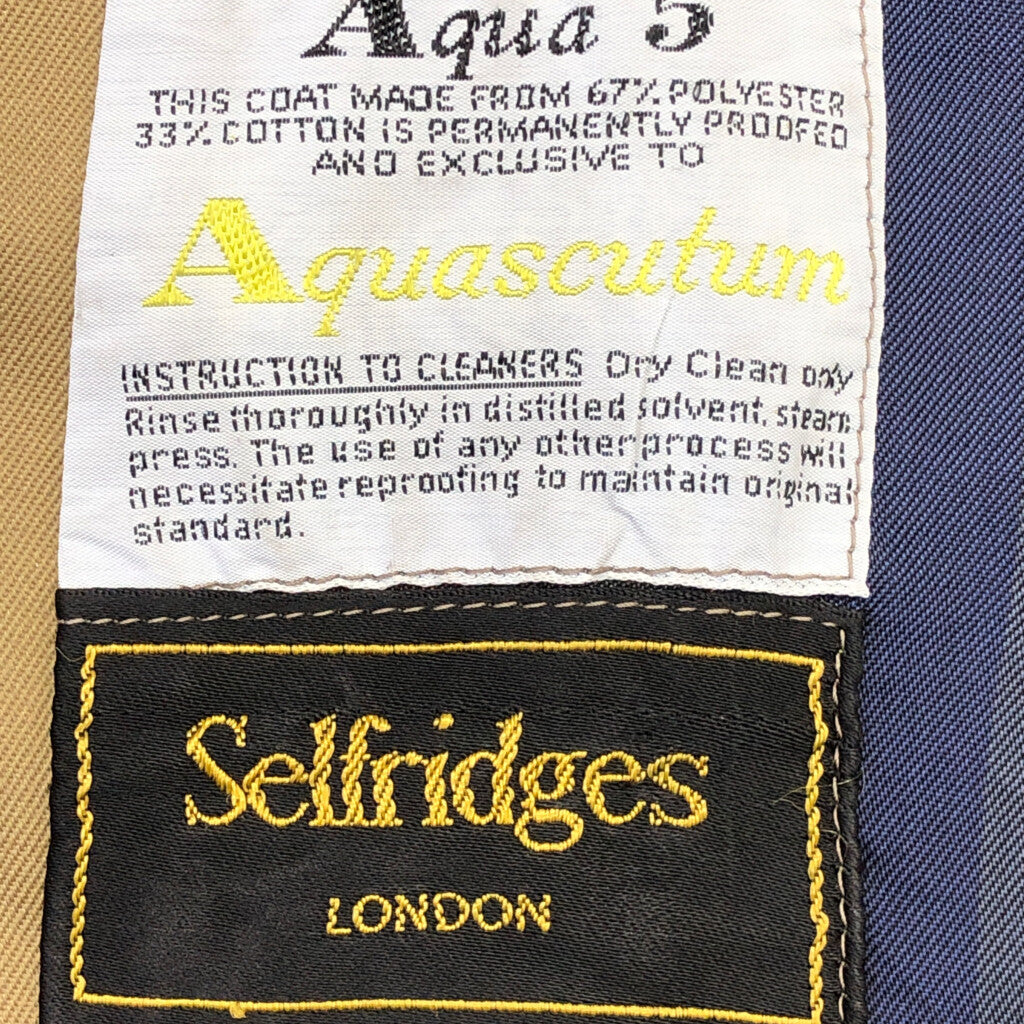 Aqua 5
THIS COAT MADE FROM 67% POLYESTER
33% COTTON IS PERMANENTLY PROOFED
AND EXCLUSIVE TO
Aquascutum
INSTRUCTION TO CLEANERS Dry Clean only
Rinse thoroughly in distilled solvent, steam
press. The use of any other process will
necessitate reproofing to maintain original
standard.
Selfridges
LONDON